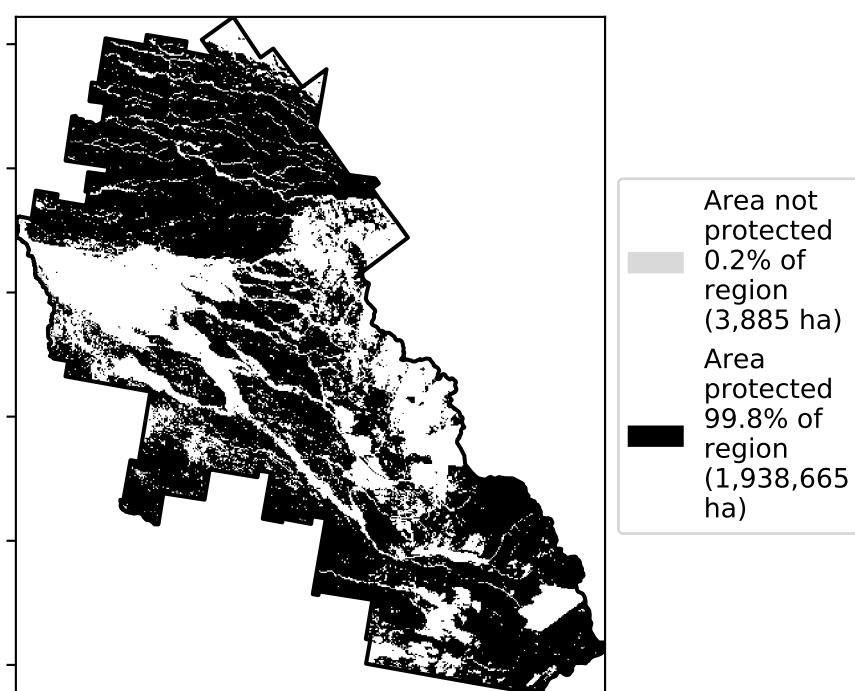 Area not
protected
0.2% of
region
(3,885 ha)
Area
protected
99.8% of
region
(1,938,665
ha)